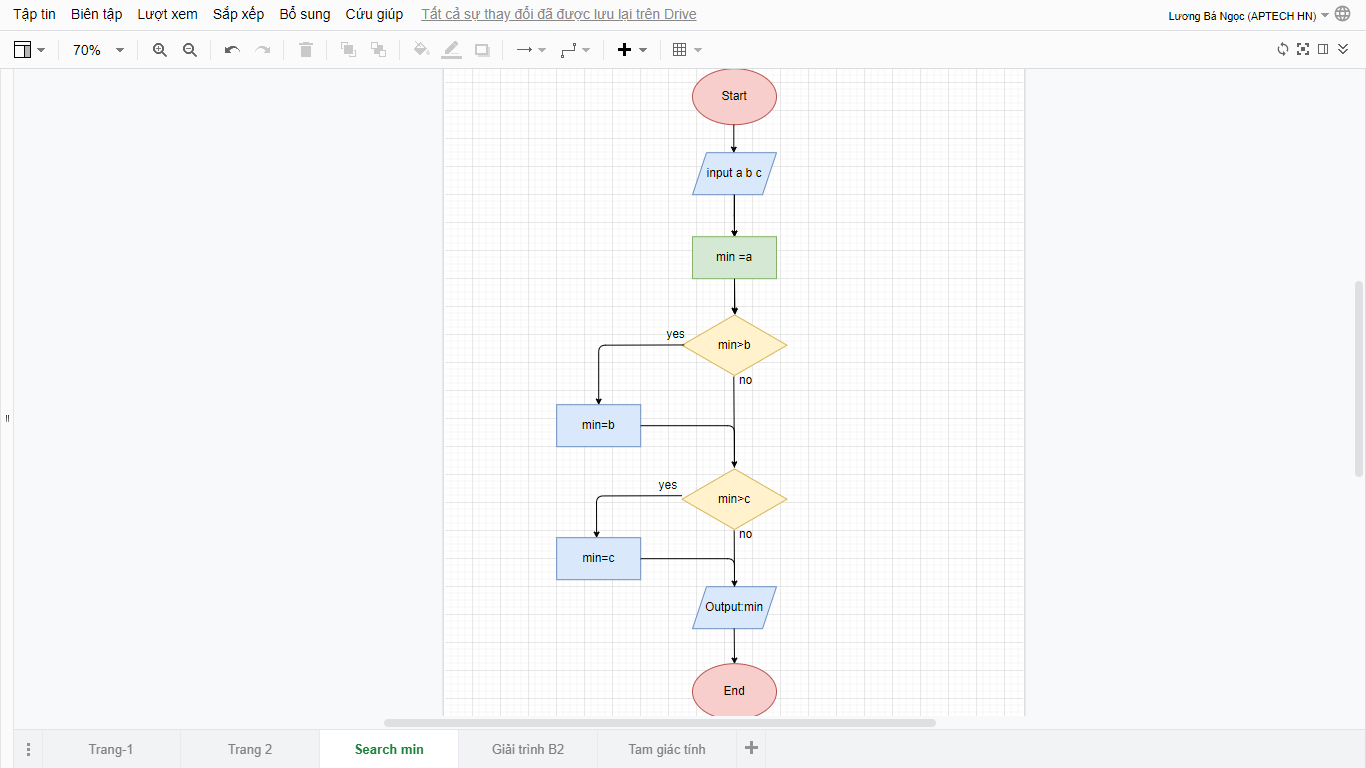 Tập tin Biên tập Lượt xem Sắp xếp Bổ sung Cứu giúp Tất cả sự thay đổi đã được lưu lại trên Drive
Lương Bá Ngọc (APTECH HN)
70%
Start
input a b c
min =a
yes
min>b
no
min=b
yes
min>c
no
min=c
Output:min
End
Trang-1 Trang 2 Search min Giải trình B2 Tam giác tính